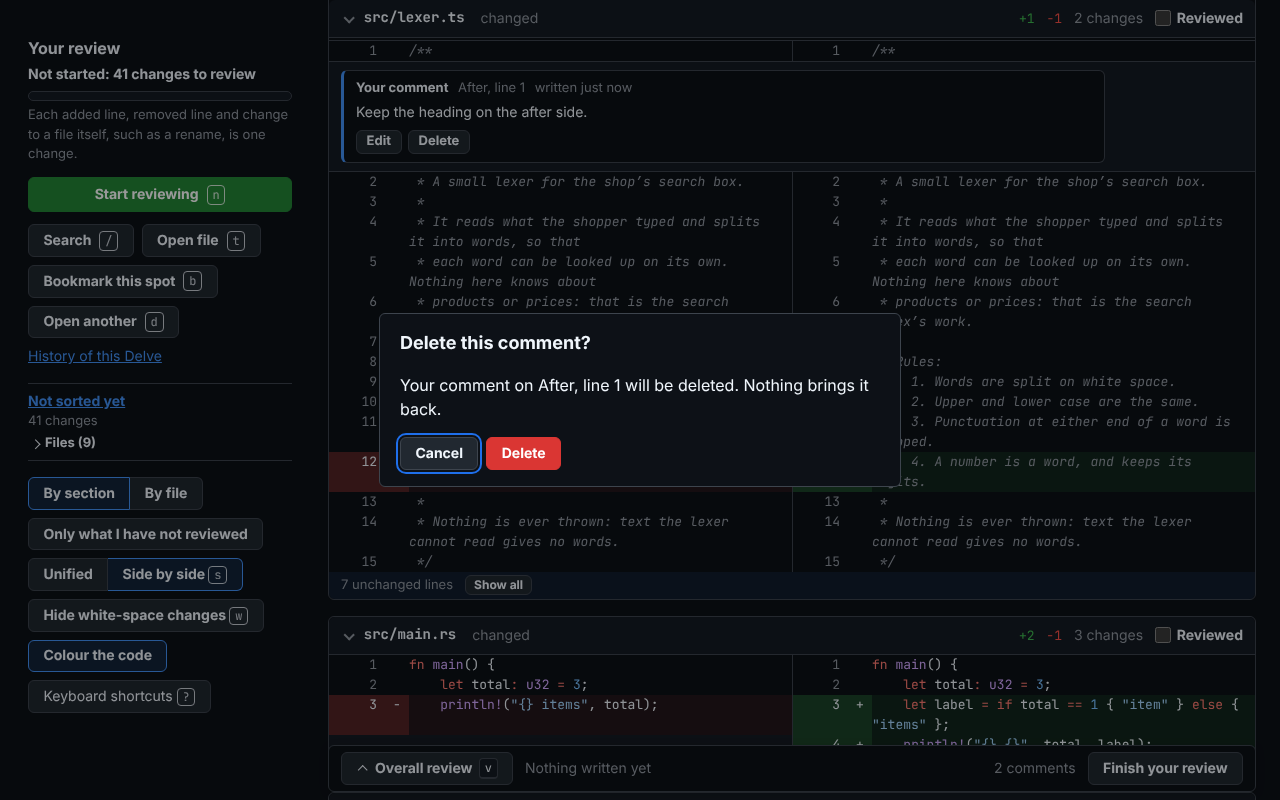 Your review
Not started: 41 changes to review
Each added line, removed line and change
to a file itself, such as a rename, is one
change.
Start reviewing n
Search / Open file t
Bookmark this spot b
Open another d
History of this Delve
Not sorted yet
41 changes
Files (9)
By section By file
Only what I have not reviewed
Unified Side by side s
Hide white-space changes w
Colour the code
Keyboard shortcuts ?
src/lexer.ts changed +1 -1 2 changes Reviewed
1 /** 1 /**
Your comment After, line 1 written just now
Keep the heading on the after side.
Edit Delete
2 * A small lexer for the shop’s search box. 2 * A small lexer for the shop’s search box.
3 * 3 *
4 * It reads what the shopper typed and splits 4 * It reads what the shopper typed and splits
it into words, so that it into words, so that
5 * each word can be looked up on its own. 5 * each word can be looked up on its own.
Nothing here knows about Nothing here knows about
6 * products or prices: that is the search 6 * products or prices: that is the search
work.
7
8
9 1. Words are split on white space.
10 2. Upper and lower case are the same.
11 3. Punctuation at either end of a word is
12 4. A number is a word, and keeps its
Delete this comment?
Your comment on After, line 1 will be deleted. Nothing brings it
back.
Cancel Delete
13 * 13 *
14 * Nothing is ever thrown: text the lexer 14 * Nothing is ever thrown: text the lexer
cannot read gives no words. cannot read gives no words.
15 */ 15 */
7 unchanged lines Show all
src/main.rs changed +2 -1 3 changes Reviewed
1 fn main() { 1 fn main() {
2 let total: u32 = 3; 2 let total: u32 = 3;
3 - println!("{} items", total); 3 + let label = if total == 1 { "item" } else {
"items" };
4 + println!("{} {}", total, label);
Overall review v Nothing written yet 2 comments Finish your review